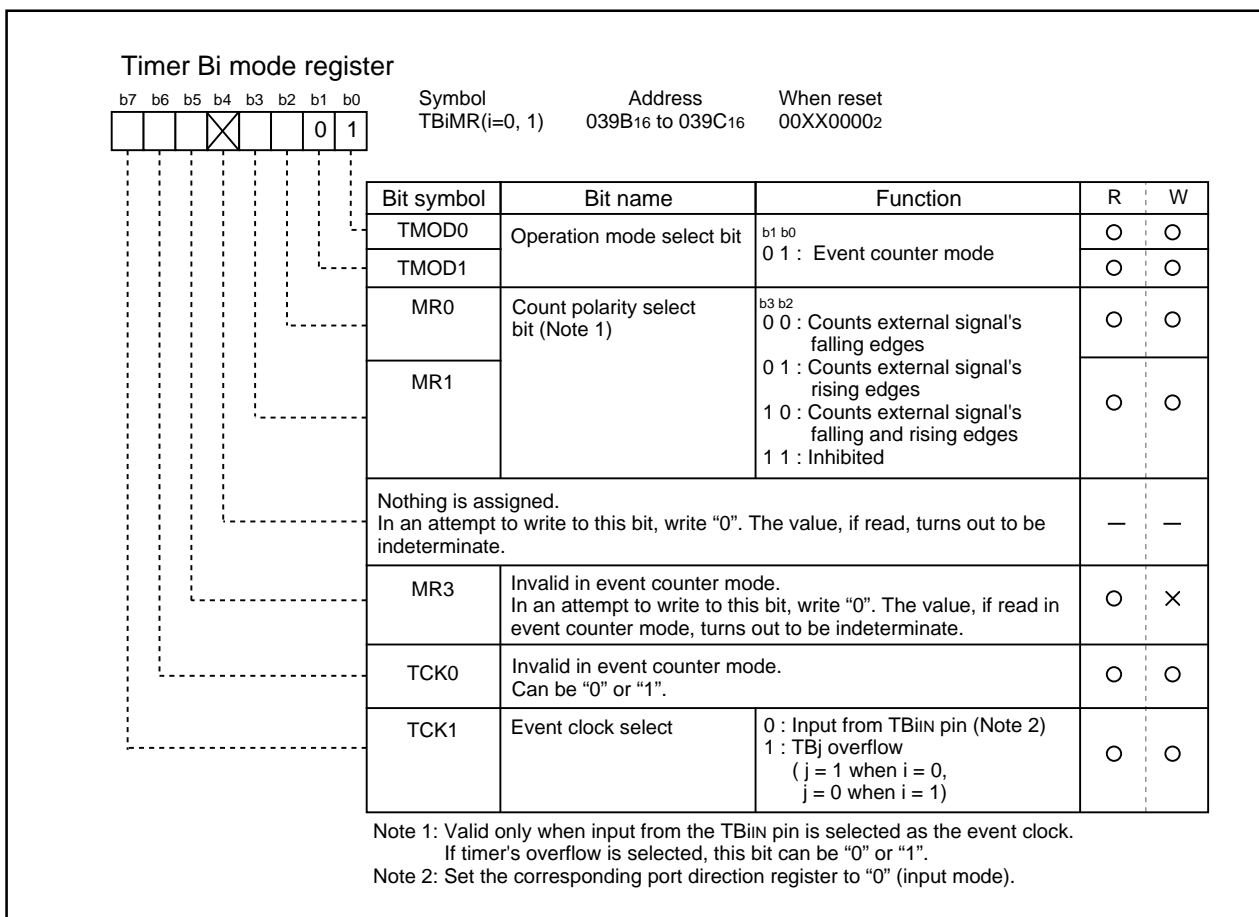 Timer Bi mode register
b7 b6 b5 b4 b3 b2 b1 b0
0 1
Symbol Address When reset
TBiMR(i=0, 1) 039B16 to 039C16 00XX00002
Bit symbol Bit name Function R W
TMOD0 Operation mode select bit b1 b0
0 1 : Event counter mode
TMOD1
MR0 Count polarity select
bit (Note 1)
b3 b2
0 0 : Counts external signal's
falling edges
0 1 : Counts external signal's
rising edges
1 0 : Counts external signal's
falling and rising edges
1 1 : Inhibited
MR1
Nothing is assigned.
In an attempt to write to this bit, write “0”. The value, if read, turns out to be
indeterminate.
MR3 Invalid in event counter mode.
In an attempt to write to this bit, write “0”. The value, if read in
event counter mode, turns out to be indeterminate.
TCK0 Invalid in event counter mode.
Can be “0” or “1”.
TCK1 Event clock select 0 : Input from TBiIN pin (Note 2)
1 : TBj overflow
( j = 1 when i = 0,
j = 0 when i = 1)
Note 1: Valid only when input from the TBiIN pin is selected as the event clock.
If timer's overflow is selected, this bit can be “0” or “1”.
Note 2: Set the corresponding port direction register to “0” (input mode).